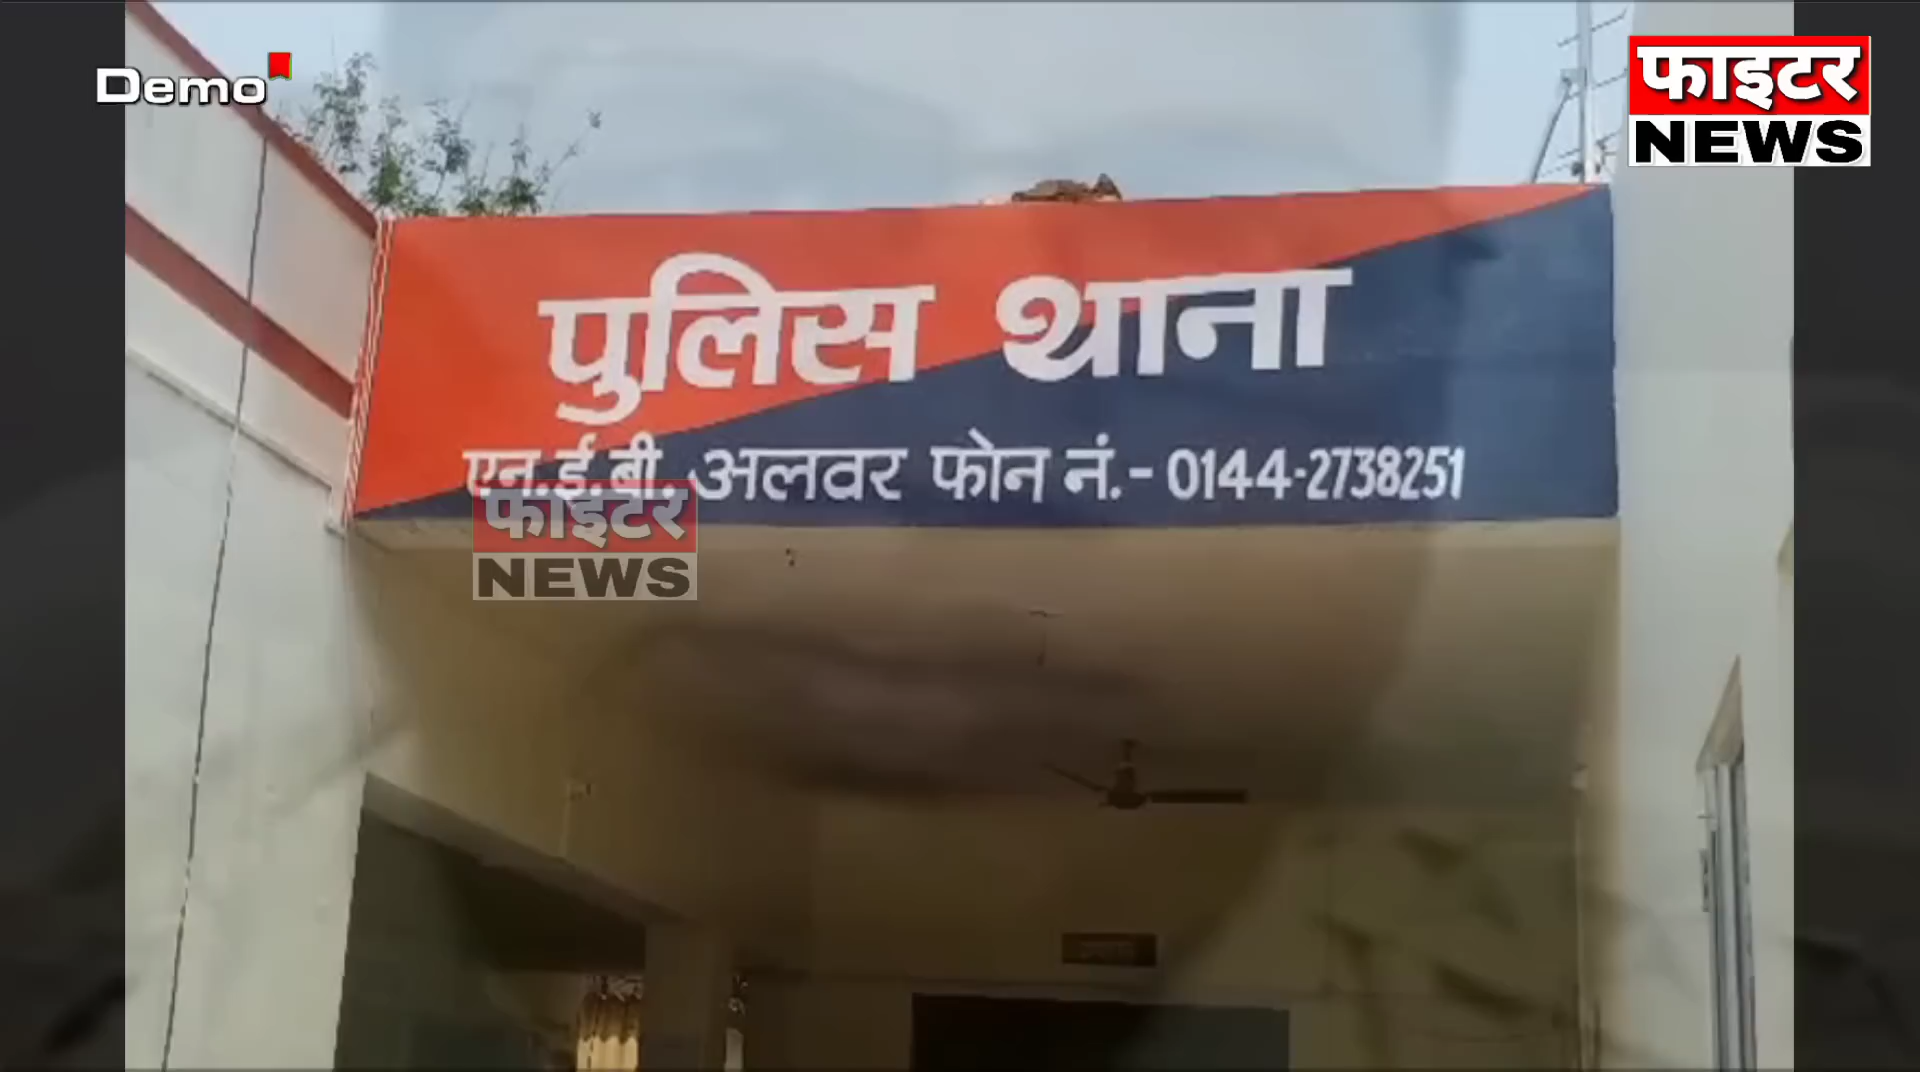 Demo
फाइटर
NEWS
पुलिस थाना
एन.ई.बी. अलवर फोन नं.- 0144-2738251
फाइटर
NEWS